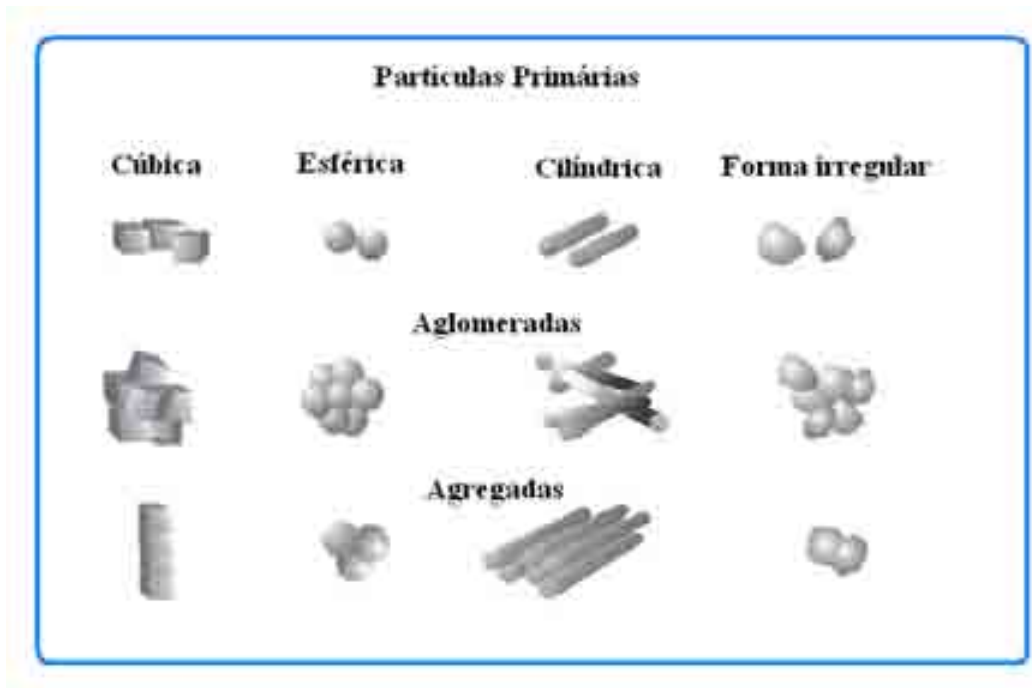 Partículas Primárias
Cúbica Esférica Cilíndrica Forma irregular
Aglomeradas
Agregadas